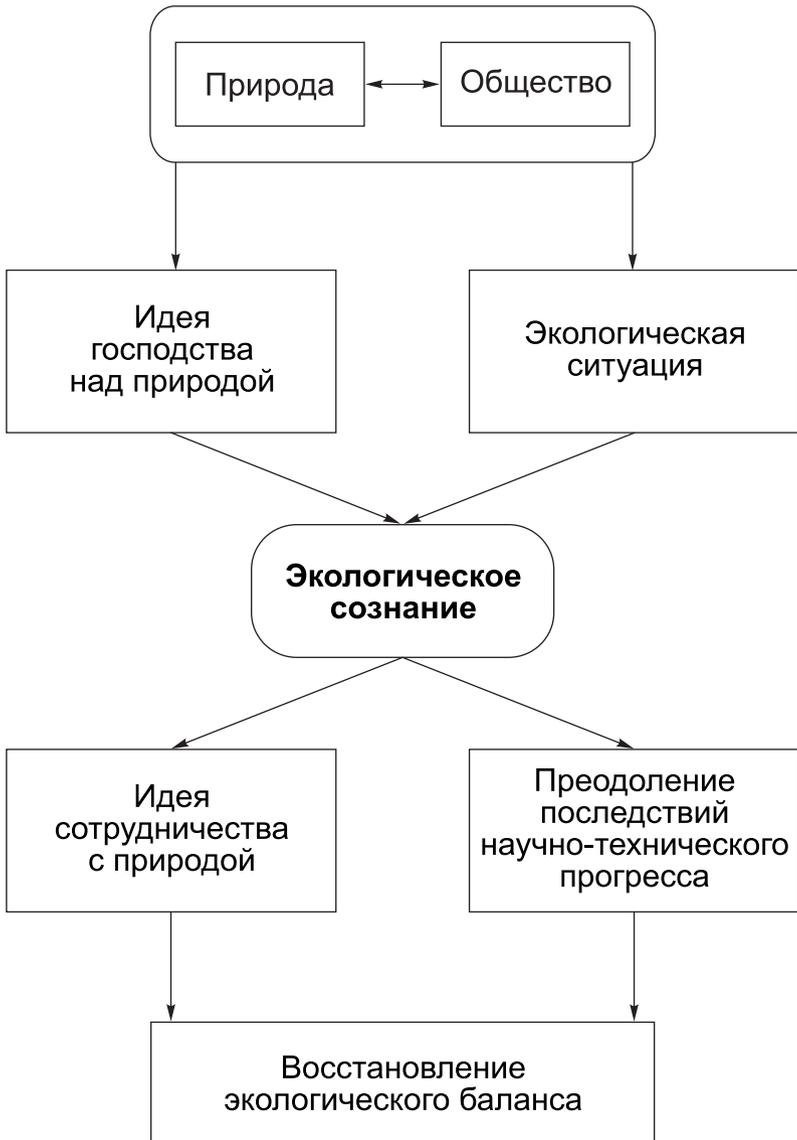 Природа
Общество
Идея
господства
над природой
Экологическая
ситуация
Экологическое
сознание
Идея
сотрудничества
с природой
Преодоление
последствий
научно-технического
прогресса
Восстановление
экологического баланса